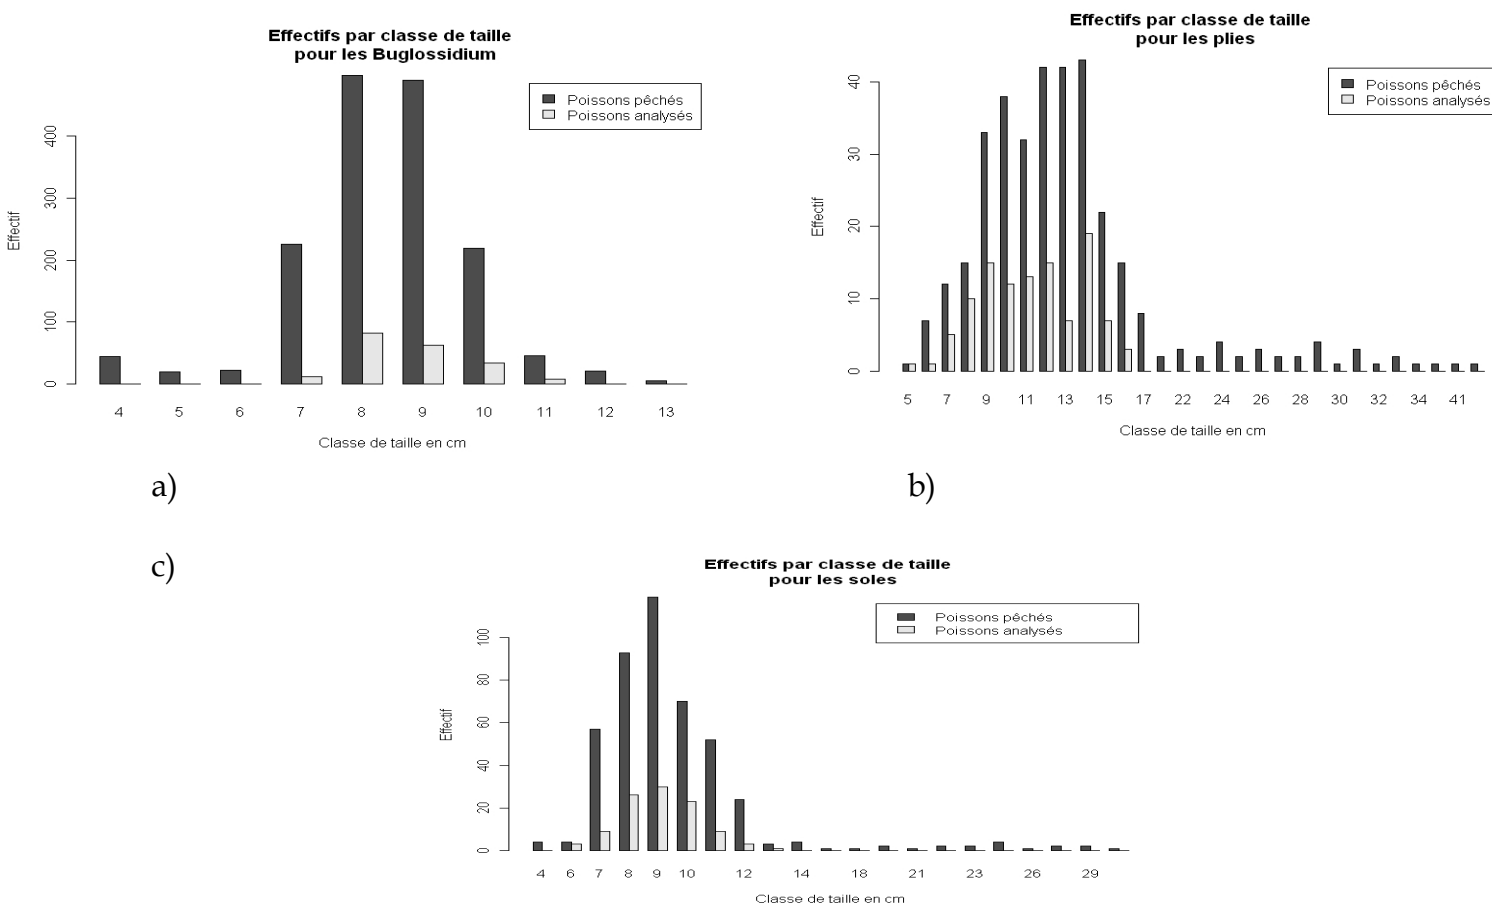 Effectifs par classe de taille
pour les Buglossidium
Poissons pêchés
Poissons analysés
Effectif
0
100
200
300
400
4 5 6 7 8 9 10 11 12 13
Classe de taille en cm
a)
Effectifs par classe de taille
pour les plies
Poissons pêchés
Poissons analysés
Effectif
0
10
20
30
40
5 7 9 11 13 15 17 22 24 26 28 30 32 34 41
Classe de taille en cm
b)
c)
Effectifs par classe de taille
pour les soles
Poissons pêchés
Poissons analysés
Effectif
0
20
40
60
80
100
4 6 7 8 9 10 12 14 18 21 23 26 29
Classe de taille en cm